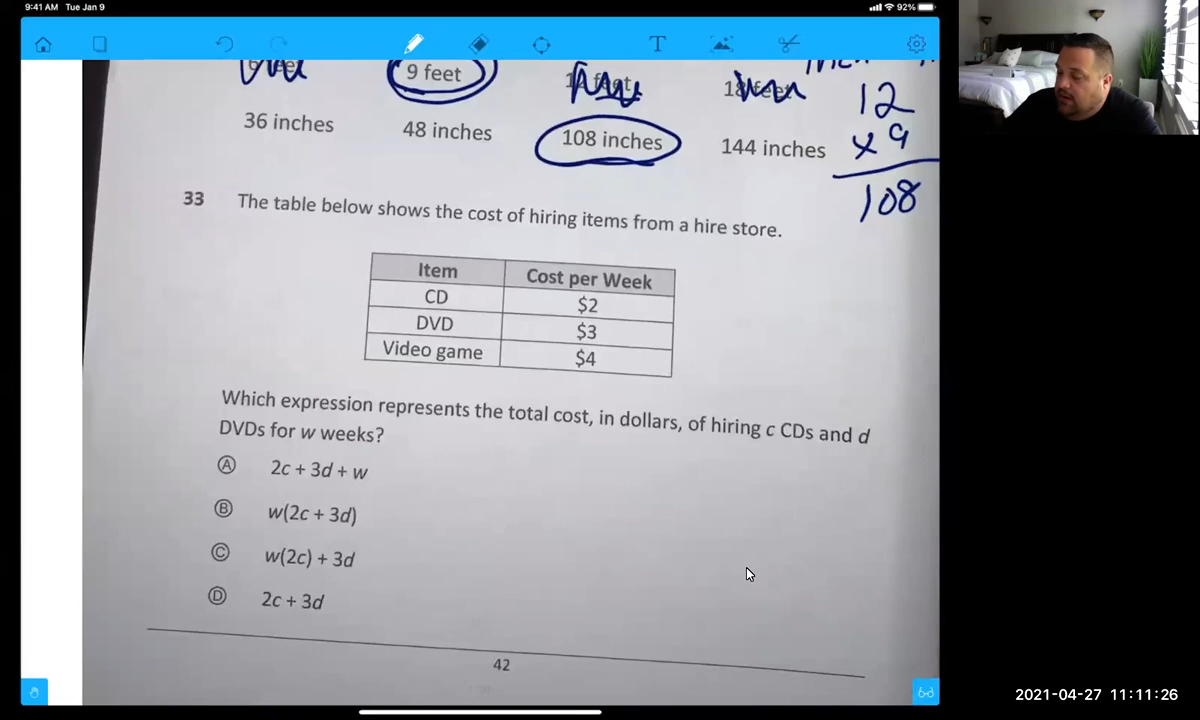 9:41 AM Tue Jan 9
92%
T
9 feet
12
36 inches
48 inches
108 inches
144 inches
x 9
108
33 The table below shows the cost of hiring items from a hire store.
Item Cost per Week
CD $2
DVD $3
Video game $4
Which expression represents the total cost, in dollars, of hiring c CDs and d
DVDs for w weeks?
A 2c + 3d + w
B w(2c + 3d)
C w(2c) + 3d
D 2c + 3d
42
2021-04-27 11:11:26